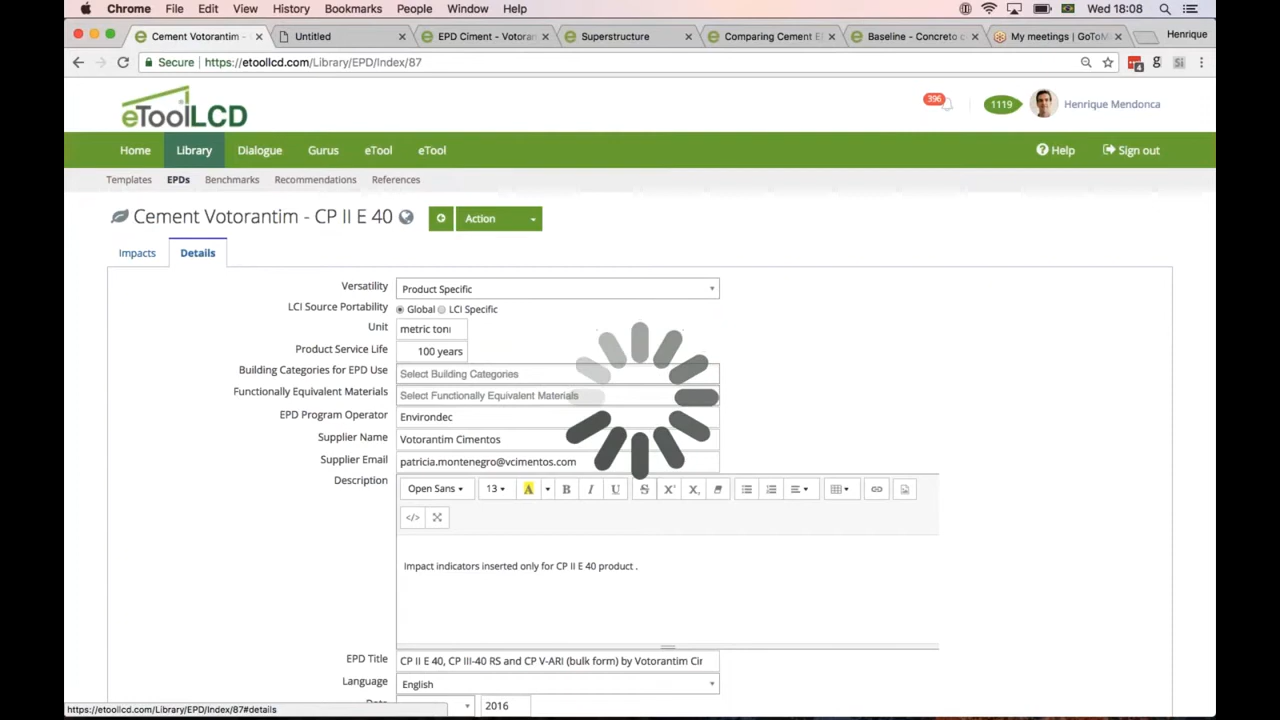 Chrome File Edit View History Bookmarks People Window Help Wed 18:08
Cement Votorantim - Untitled EPD Ciment - Votoran Superstructure Comparing Cement E Baseline - Concreto c My meetings | GoToM Henrique
Secure https://etoollcd.com/Library/EPD/Index/87
eToolLCD 396 1119 Henrique Mendonca
Home Library Dialogue Gurus eTool eTool Help Sign out
Templates EPDs Benchmarks Recommendations References
Cement Votorantim - CP II E 40 Action
Impacts Details
Versatility Product Specific
LCI Source Portability Global LCI Specific
Unit metric ton
Product Service Life 100 years
Building Categories for EPD Use Select Building Categories
Functionally Equivalent Materials Select Functionally Equivalent Materials
EPD Program Operator Environdec
Supplier Name Votorantim Cimentos
Supplier Email patricia.montenegro@vcimentos.com
Description Open Sans 13 A B I U S X X
</>
Impact indicators inserted only for CP II E 40 product .
EPD Title CP II E 40, CP III-40 RS and CP V-ARI (bulk form) by Votorantim Cir
Language English
Date 2016
https://etoollcd.com/Library/EPD/Index/87#details